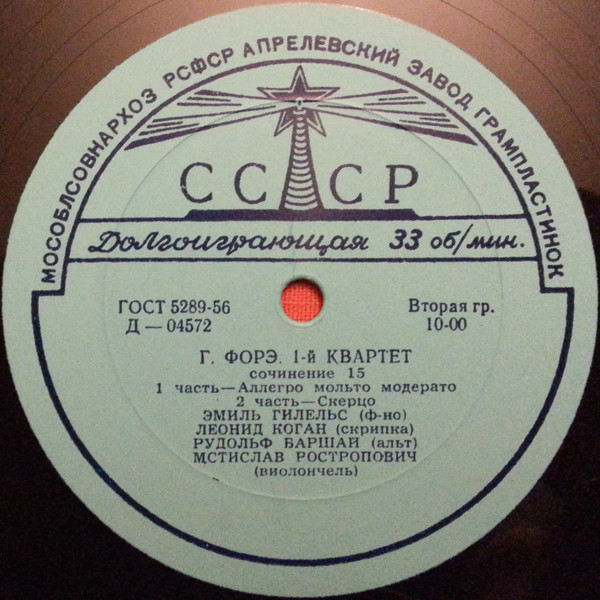 МОСОБЛСОВНАРХОЗ РСФСР АПРЕЛЕВСКИЙ ЗАВОД ГРАМПЛАСТИНОК
СССР
Долгоиграющая 33 об/мин.
ГОСТ 5289-56 Вторая гр.
Д — 04572 10-00
Г. ФОРЭ. 1-й КВАРТЕТ
сочинение 15
1 часть—Аллегро мольто модерато
2 часть—Скерцо
ЭМИЛЬ ГИЛЕЛЬС (ф-но)
ЛЕОНИД КОГАН (скрипка)
РУДОЛЬФ БАРШАЙ (альт)
МСТИСЛАВ РОСТРОПОВИЧ
(виолончель)